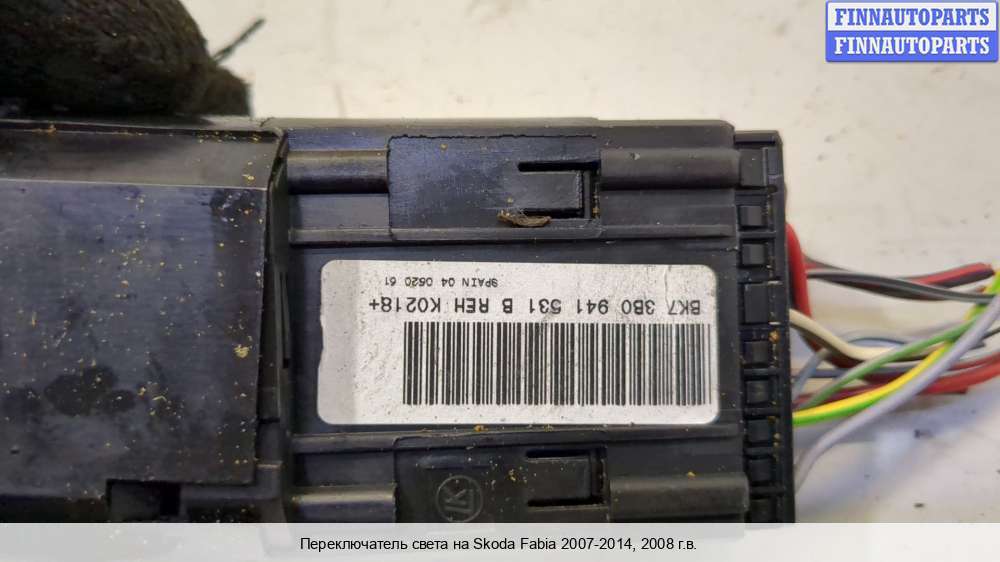 FINNAUTOPARTS
FINNAUTOPARTS
BK7 3B0 941 531 B REH K0218+
SPAIN 04 0520 61
Переключатель света на Skoda Fabia 2007-2014, 2008 г.в.